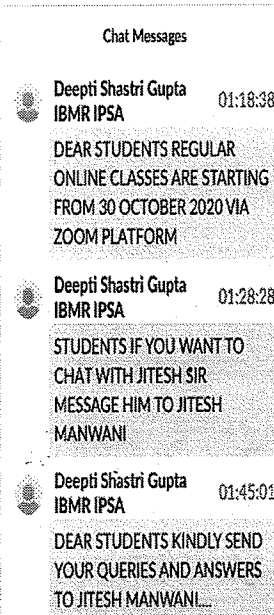 Chat Messages
Deepti Shastri Gupta
IBMR IPSA
01:18:38
DEAR STUDENTS REGULAR
ONLINE CLASSES ARE STARTING
FROM 30 OCTOBER 2020 VIA
ZOOM PLATFORM
Deepti Shastri Gupta
IBMR IPSA
01:28:28
STUDENTS IF YOU WANT TO
CHAT WITH JITESH SIR
MESSAGE HIM TO JITESH
MANWANI
Deepti Shastri Gupta
IBMR IPSA
01:45:01
DEAR STUDENTS KINDLY SEND
YOUR QUERIES AND ANSWERS
TO JITESH MANWANI...